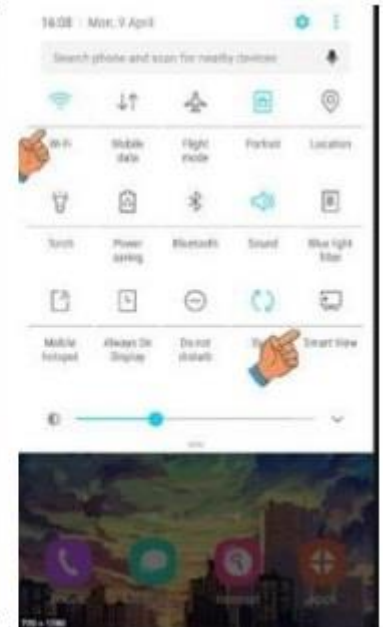 16:08 Mon, 9 April
Search phone and scan for nearby devices
Wi-Fi
Mobile data
Flight mode
Portrait
Location
Torch
Power saving
Bluetooth
Sound
Blue light filter
Mobile hotspot
Always On Display
Do not disturb
Smart View